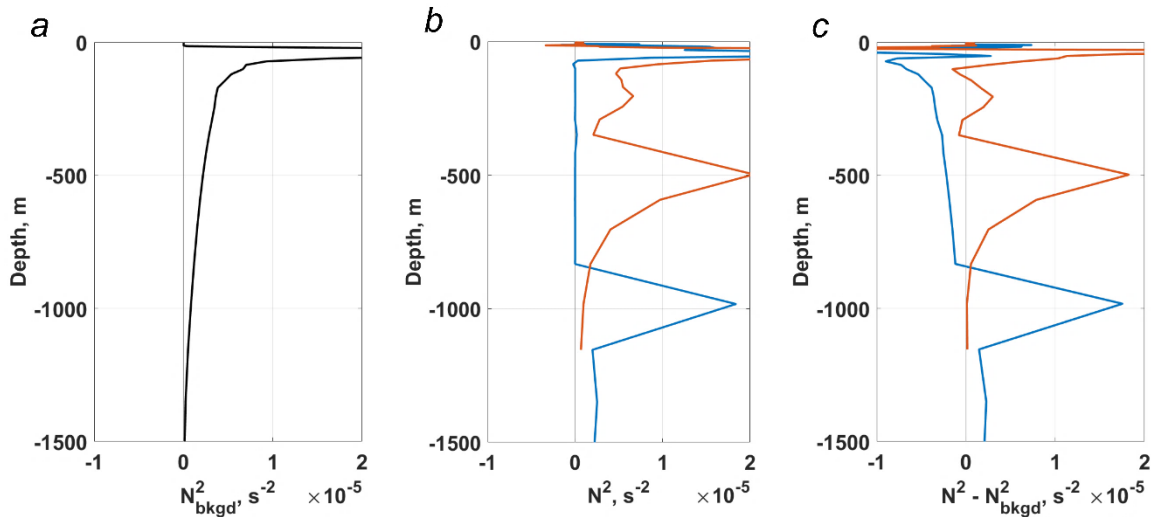 a
b
c
0
-500
-1000
-1500
Depth, m
-1
0
1
2
N²bkgd, s⁻² ×10⁻⁵
0
-500
-1000
-1500
Depth, m
-1
0
1
2
N², s⁻² ×10⁻⁵
0
-500
-1000
-1500
Depth, m
-1
0
1
2
N² - N²bkgd, s⁻² ×10⁻⁵